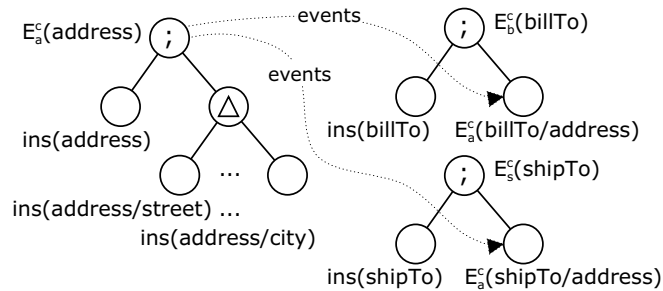 E^c_a(address)
;
events
;
E^c_b(billTo)
events
△
ins(address)
ins(billTo)
E^c_a(billTo/address)
;
E^c_s(shipTo)
...
ins(address/street) ...
ins(address/city)
ins(shipTo)
E^c_a(shipTo/address)